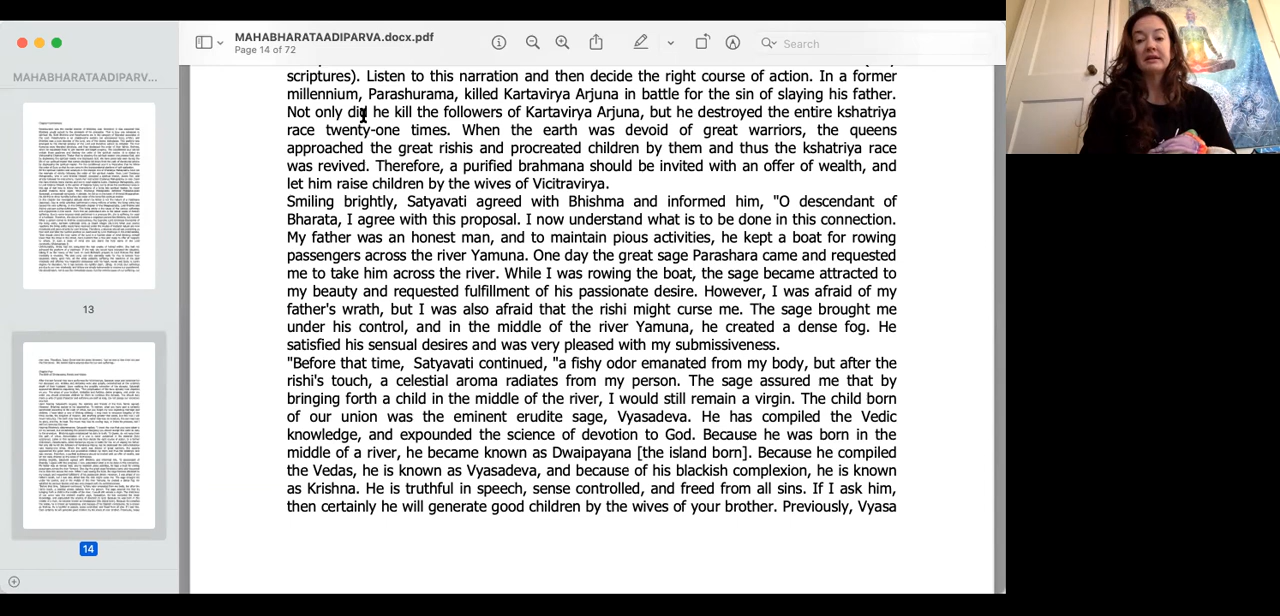 MAHABHARATAADIPARVA.docx.pdf
Page 14 of 72
Search
MAHABHARATAADIPARV...
13
14
scriptures). Listen to this narration and then decide the right course of action. In a former
millennium, Parashurama, killed Kartavirya Arjuna in battle for the sin of slaying his father.
Not only did he kill the followers of Kartavirya Arjuna, but he destroyed the entire kshatriya
race twenty-one times. When the earth was devoid of great warriors, the queens
approached the great rishis and requested children by them and thus the kshatriya race
recovered. Therefore, a pure brahmana should be invited with an offer of wealth, and
let him raise children by the wives of Vicitravirya.
Smiling brightly, Satyavati agreed with Bhishma and informed him, "O descendant of
Bharata, I agree with this proposal. I now understand what is to be done in this connection.
My father was an honest man, and to maintain pious activities, he kept a boat for rowing
passengers across the river Yamuna. One day the great sage Parashara came and requested
me to take him across the river. While I was rowing the boat, the sage became attracted to
my beauty and requested fulfillment of his passionate desire. However, I was afraid of my
father's wrath, but I was also afraid that the rishi might curse me. The sage brought me
under his control, and in the middle of the river Yamuna, he created a dense fog. He
satisfied his sensual desires and was very pleased with my submissiveness.
"Before that time, Satyavati continued, "a fishy odor emanated from my body, but after the
rishi's touch, a celestial aroma radiates from my person. The sage assured me that by
bringing forth a child in the middle of the river, I would still remain a virgin. The child born
of our union was the eminent sage, Vyasadeva. He has compiled the Vedic
knowledge, and expounded the science of devotion to God. Because he was born in the
middle of a river, he became known as Dwaipayana [the island born]. Because he compiled
the Vedas, he is known as Vyasa, and because of his blackish complexion, he is known
as Krishna. He is truthful in speech, sense controlled, and freed from all sins. If I ask him,
then certainly he will generate good children by the wives of your brother. Previously, Vyasa